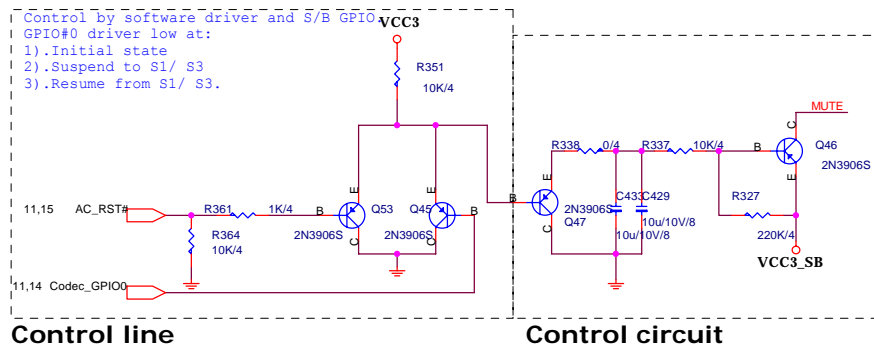 Control by software driver and S/B GPIO.
GPIO#0 driver low at:
1).Initial state
2).Suspend to S1/ S3
3).Resume from S1/ S3.
VCC3
R351
10K/4
MUTE
C
R338 0/4 R337 10K/4 B Q46
2N3906S
E
E E
R327
11,15 AC_RST# R361 1K/4 B Q53 Q45 B B 2N3906S C433 C429
R364 2N3906S 2N3906S Q47 10u/10V/8
10K/4 C C C 10u/10V/8 220K/4
VCC3_SB
11,14 Codec_GPIO0
Control line Control circuit